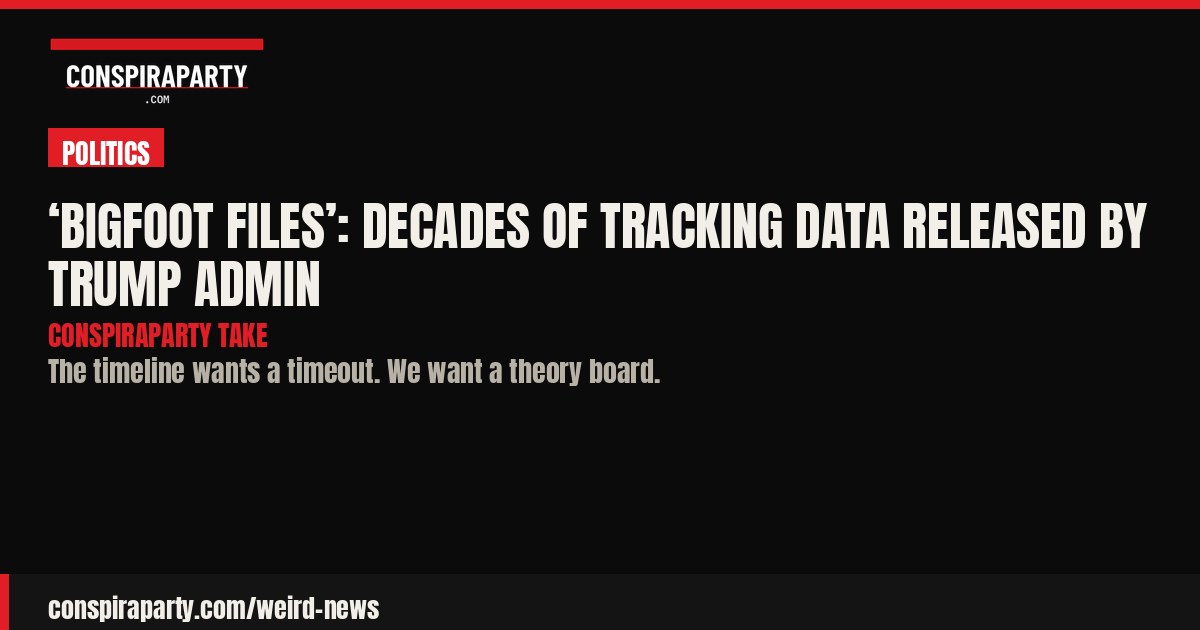 CONSPIRAPARTY
.COM
POLITICS
‘BIGFOOT FILES’: DECADES OF TRACKING DATA RELEASED BY
TRUMP ADMIN
CONSPIRAPARTY TAKE
The timeline wants a timeout. We want a theory board.
conspiraparty.com/weird-news